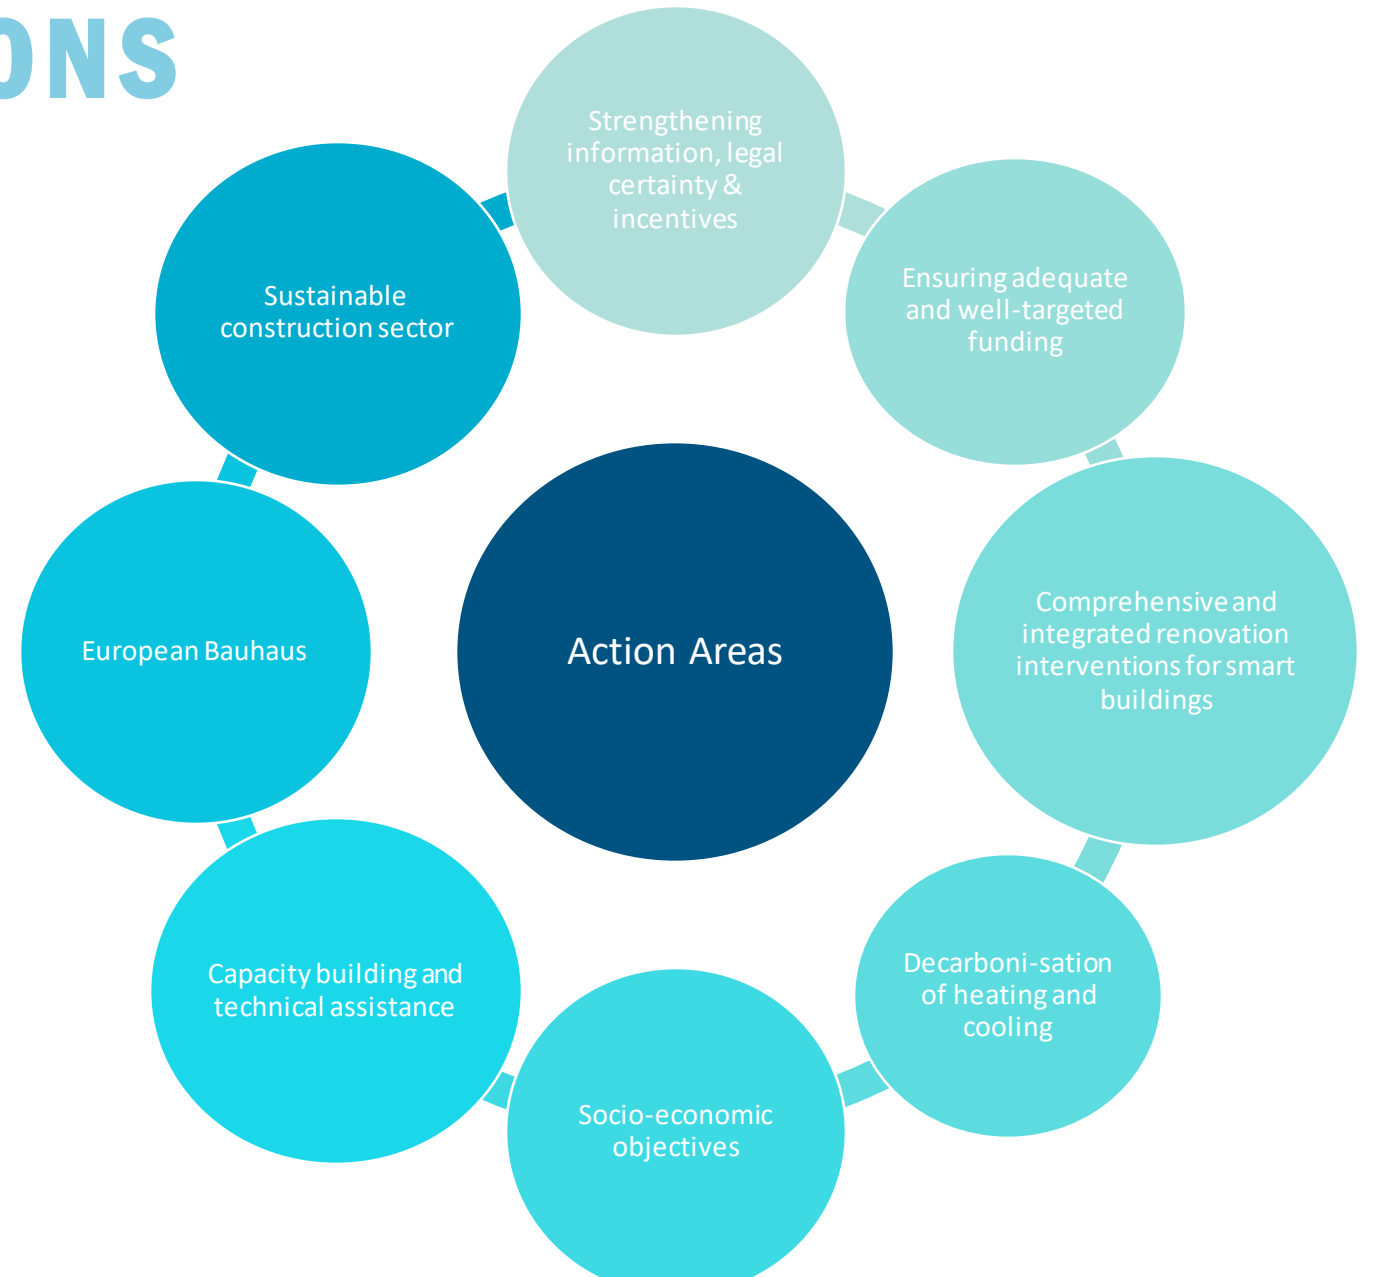 ONS
Strengthening
information, legal
certainty &
incentives
Ensuring adequate
and well-targeted
funding
Comprehensive and
integrated renovation
interventions for smart
buildings
Decarboni-sation
of heating and
cooling
Socio-economic
objectives
Capacity building and
technical assistance
European Bauhaus
Sustainable
construction sector
Action Areas